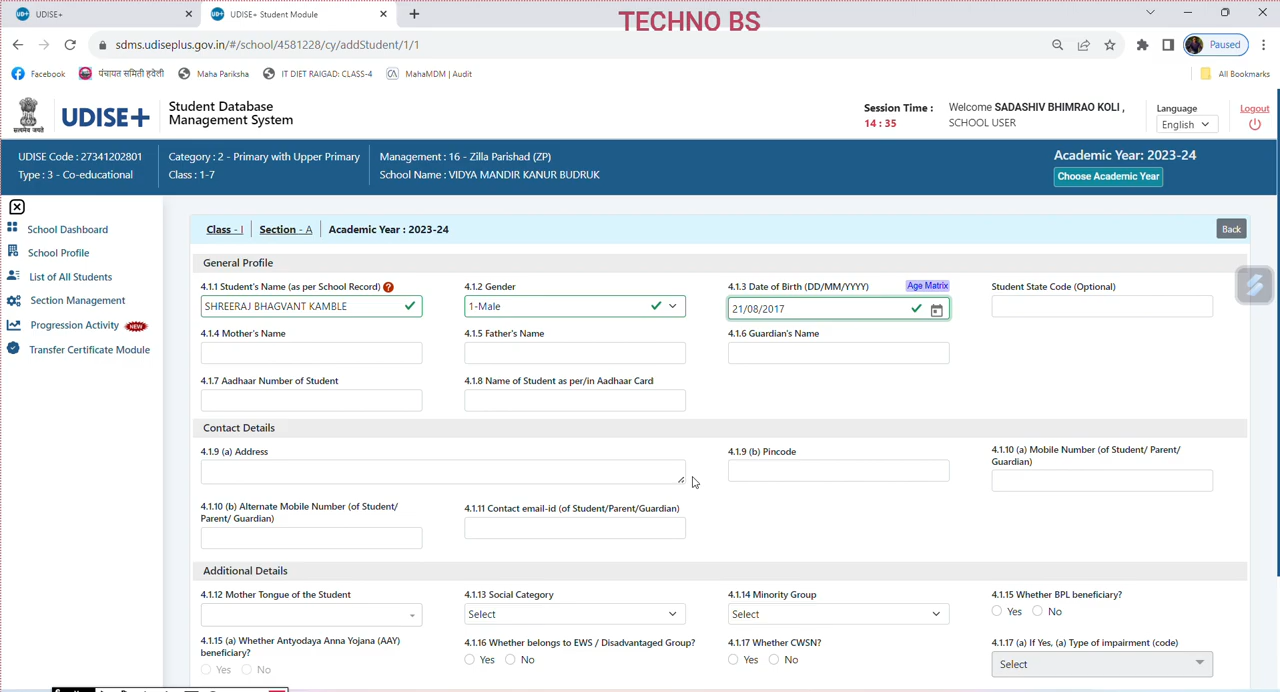 UDISE+
UDISE+ Student Module
TECHNO BS
sdms.udiseplus.gov.in/#/school/4581228/cy/addStudent/1/1
Paused
Facebook
पंचायत समिती हवेली
Maha Pariksha
IT DIET RAIGAD: CLASS-4
MahaMDM | Audit
All Bookmarks
सत्यमेव जयते
UDISE+
Student Database
Management System
Session Time :
14 : 35
Welcome SADASHIV BHIMRAO KOLI ,
SCHOOL USER
Language
English
Logout
UDISE Code : 27341202801
Type : 3 - Co-educational
Category : 2 - Primary with Upper Primary
Class : 1-7
Management : 16 - Zilla Parishad (ZP)
School Name : VIDYA MANDIR KANUR BUDRUK
Academic Year: 2023-24
Choose Academic Year
School Dashboard
School Profile
List of All Students
Section Management
Progression Activity NEW
Transfer Certificate Module
Class - I
Section - A
Academic Year : 2023-24
Back
General Profile
4.1.1 Student's Name (as per School Record) ?
SHREERAJ BHAGVANT KAMBLE
4.1.2 Gender
1-Male
4.1.3 Date of Birth (DD/MM/YYYY)
Age Matrix
21/08/2017
Student State Code (Optional)
4.1.4 Mother's Name
4.1.5 Father's Name
4.1.6 Guardian's Name
4.1.7 Aadhaar Number of Student
4.1.8 Name of Student as per/in Aadhaar Card
Contact Details
4.1.9 (a) Address
4.1.9 (b) Pincode
4.1.10 (a) Mobile Number (of Student/ Parent/
Guardian)
4.1.10 (b) Alternate Mobile Number (of Student/
Parent/ Guardian)
4.1.11 Contact email-id (of Student/Parent/Guardian)
Additional Details
4.1.12 Mother Tongue of the Student
4.1.13 Social Category
Select
4.1.14 Minority Group
Select
4.1.15 Whether BPL beneficiary?
Yes No
4.1.15 (a) Whether Antyodaya Anna Yojana (AAY)
beneficiary?
Yes No
4.1.16 Whether belongs to EWS / Disadvantaged Group?
Yes No
4.1.17 Whether CWSN?
Yes No
4.1.17 (a) If Yes, (a) Type of impairment (code)
Select